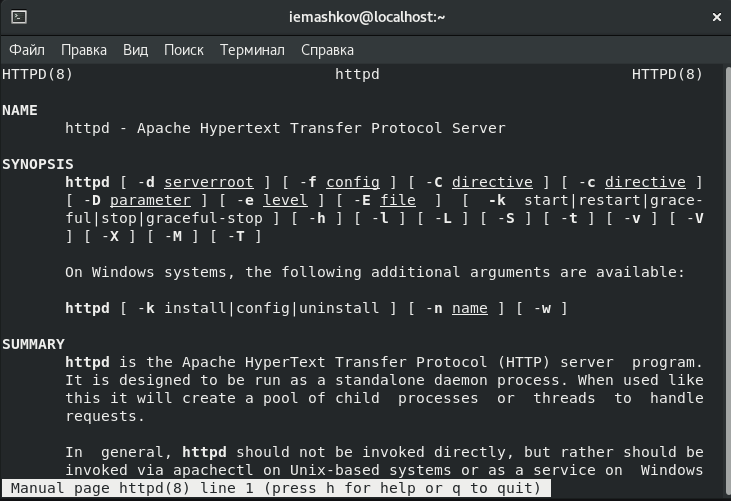 iemashkov@localhost:~
Файл Правка Вид Поиск Терминал Справка
HTTPD(8) httpd HTTPD(8)
NAME
httpd - Apache Hypertext Transfer Protocol Server
SYNOPSIS
httpd [ -d serverroot ] [ -f config ] [ -C directive ] [ -c directive ]
[ -D parameter ] [ -e level ] [ -E file ] [ -k start|restart|grace-
ful|stop|graceful-stop ] [ -h ] [ -l ] [ -L ] [ -S ] [ -t ] [ -v ] [ -V
] [ -X ] [ -M ] [ -T ]
On Windows systems, the following additional arguments are available:
httpd [ -k install|config|uninstall ] [ -n name ] [ -w ]
SUMMARY
httpd is the Apache HyperText Transfer Protocol (HTTP) server program.
It is designed to be run as a standalone daemon process. When used like
this it will create a pool of child processes or threads to handle
requests.
In general, httpd should not be invoked directly, but rather should be
invoked via apachectl on Unix-based systems or as a service on Windows
Manual page httpd(8) line 1 (press h for help or q to quit)